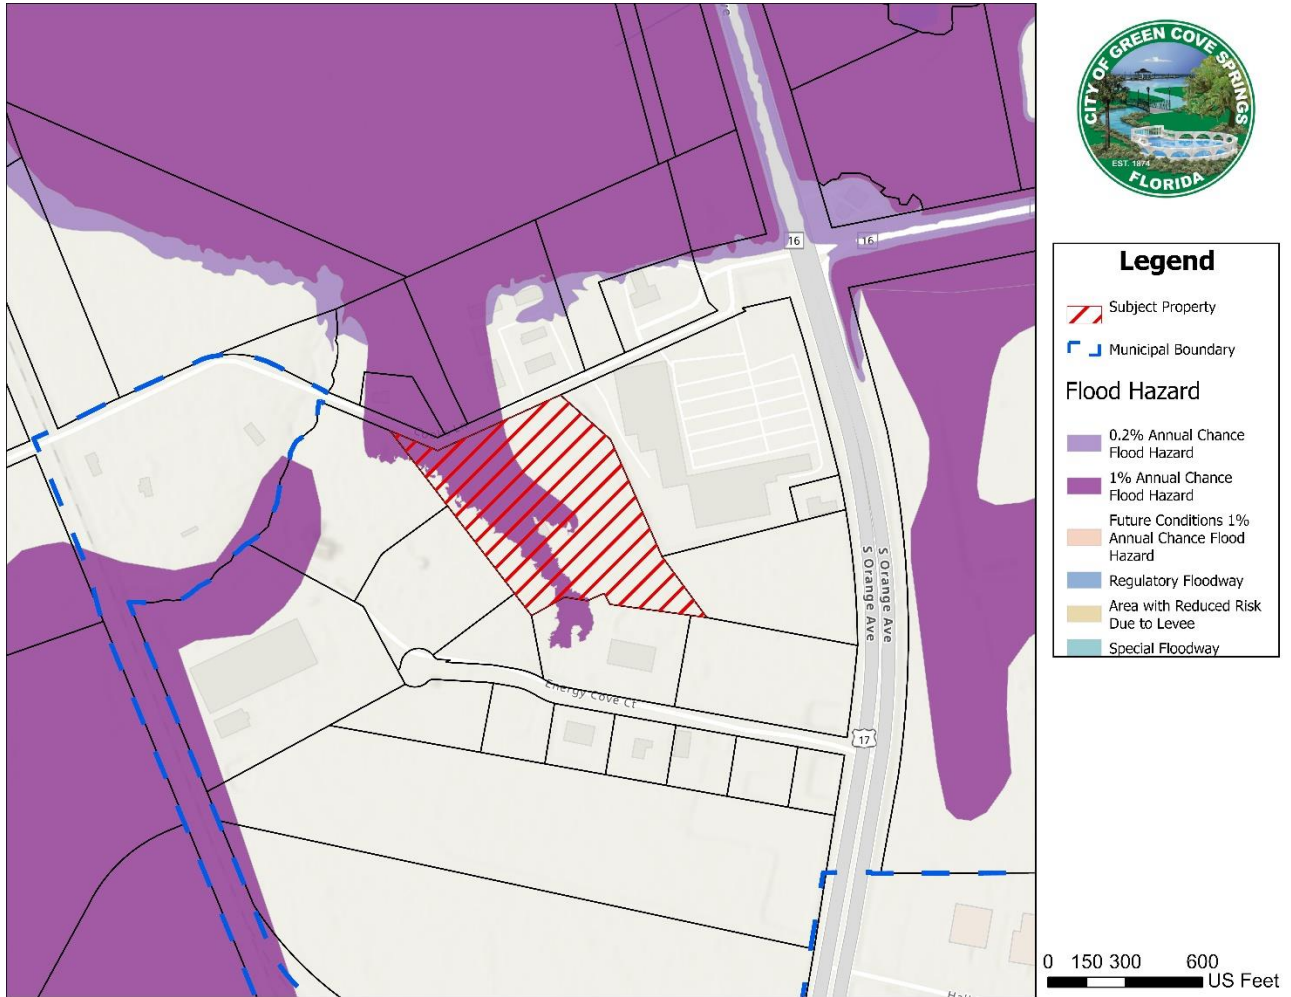 CITY OF GREEN COVE SPRINGS
EST. 1874
FLORIDA
16
16
S Orange Ave
S Orange Ave
Energy Cove Ct
17
Legend
Subject Property
Municipal Boundary
Flood Hazard
0.2% Annual Chance
Flood Hazard
1% Annual Chance
Flood Hazard
Future Conditions 1%
Annual Chance Flood
Hazard
Regulatory Floodway
Area with Reduced Risk
Due to Levee
Special Floodway
0 150 300 600
US Feet